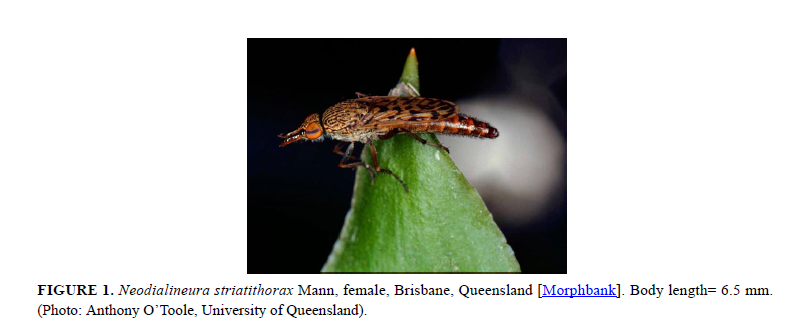 FIGURE 1. Neodialineura striatithorax Mann, female, Brisbane, Queensland [Morphbank]. Body length= 6.5 mm.
(Photo: Anthony O’Toole, University of Queensland).